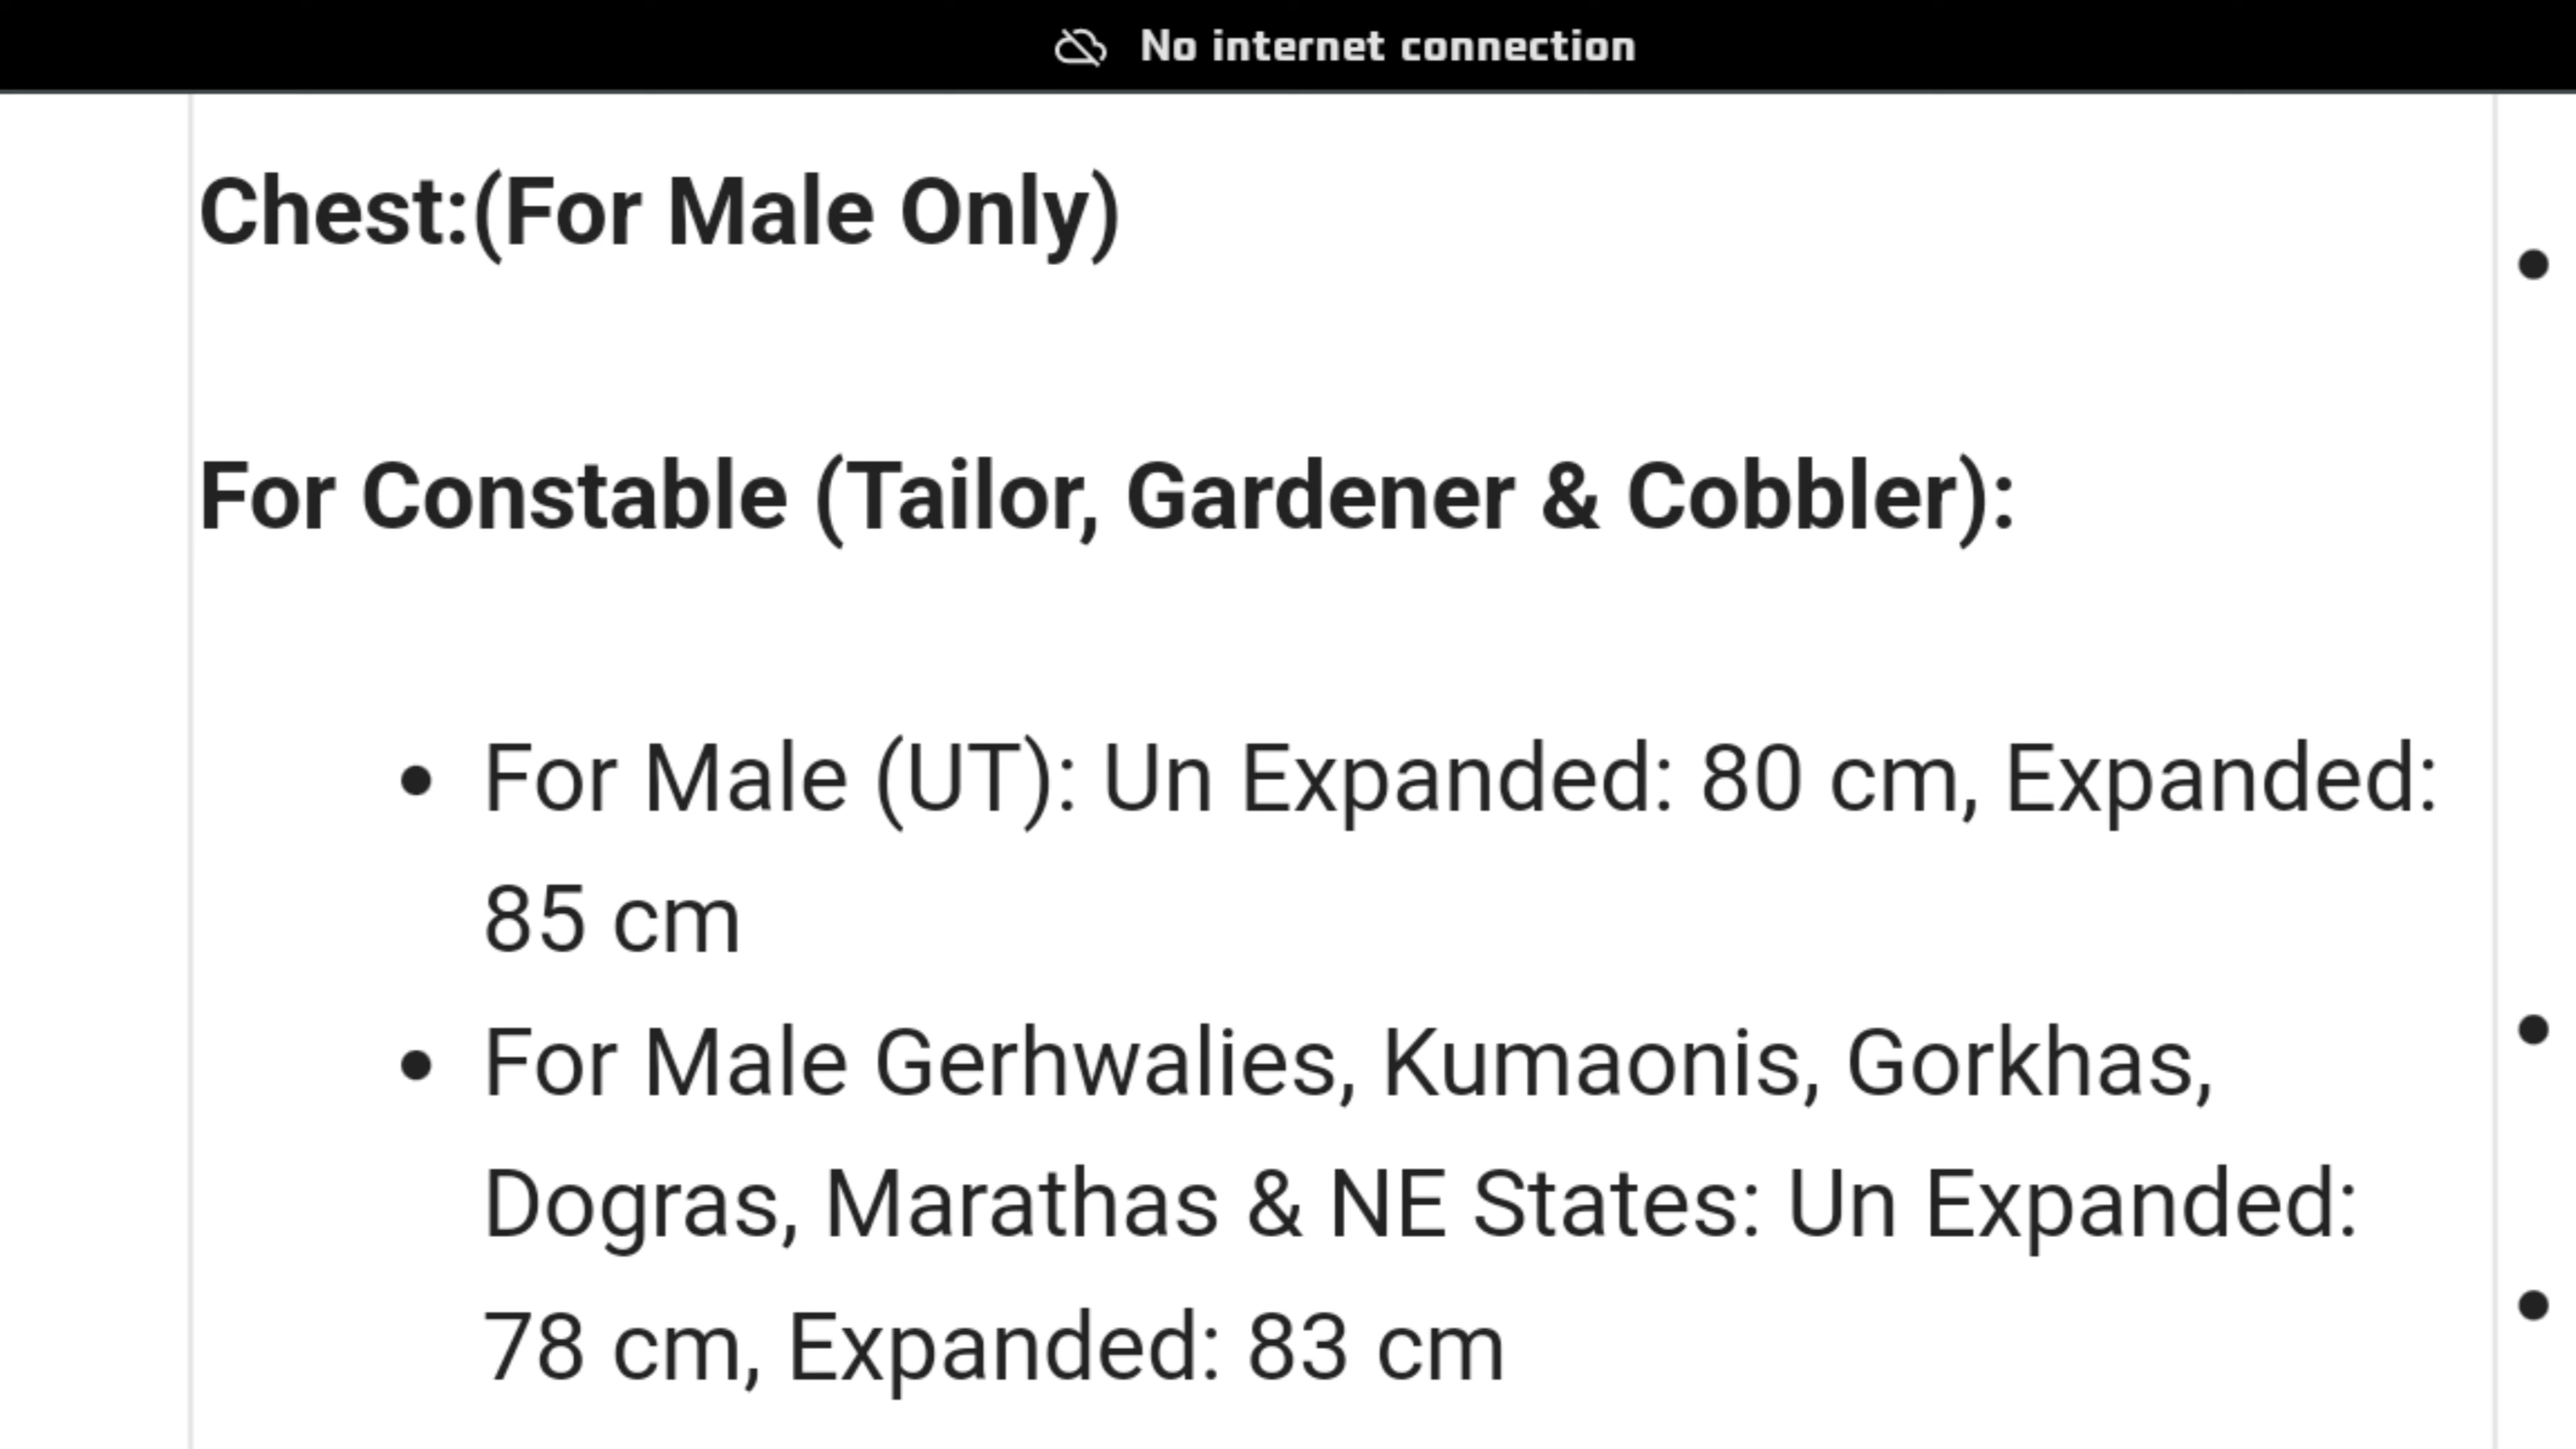 No internet connection
Chest:(For Male Only)
For Constable (Tailor, Gardener & Cobbler):
• For Male (UT): Un Expanded: 80 cm, Expanded:
85 cm
• For Male Gerhwalies, Kumaonis, Gorkhas,
Dogras, Marathas & NE States: Un Expanded:
78 cm, Expanded: 83 cm